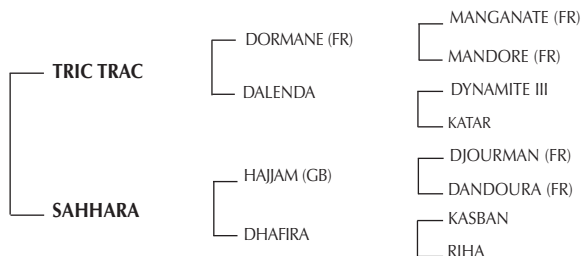 MANGANATE (FR)
DORMANE (FR)
MANDORE (FR)
TRIC TRAC
DALENDA
DYNAMITE III
KATAR
DJOURMAN (FR)
HAJJAM (GB)
DANDOURA (FR)
SAHHARA
KASBAN
DHAFIRA
RIHA